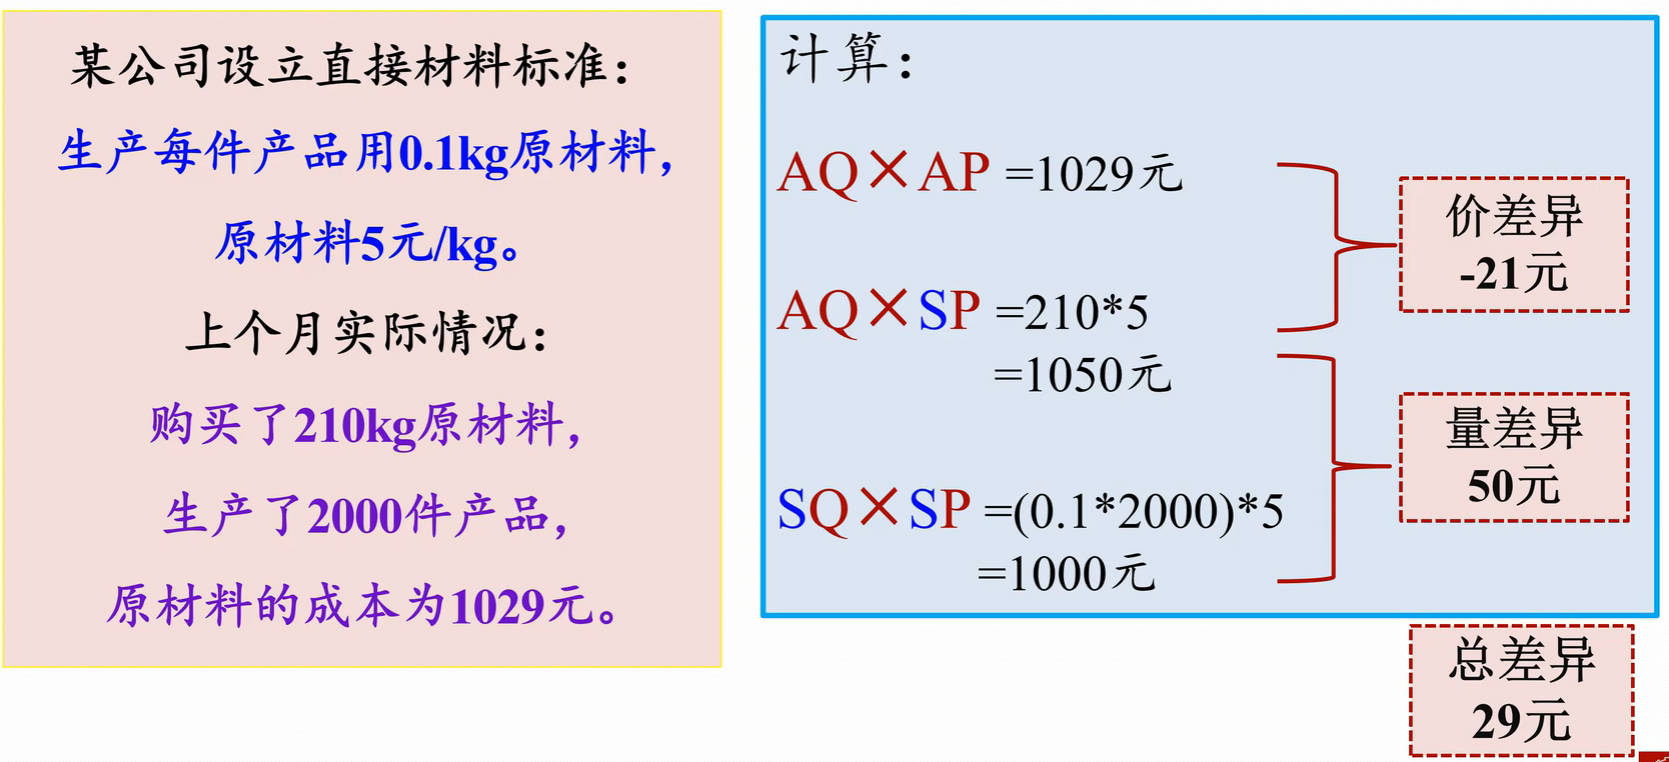 某公司设立直接材料标准：
生产每件产品用0.1kg原材料，
原材料5元/kg。
上个月实际情况：
购买了210kg原材料，
生产了2000件产品，
原材料的成本为1029元。
计算：
AQ×AP =1029元
AQ×SP =210*5
=1050元
SQ×SP =(0.1*2000)*5
=1000元
价差异
-21元
量差异
50元
总差异
29元